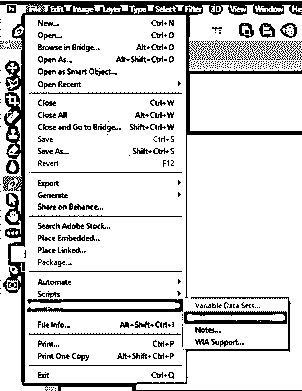 File Edit Image Layer Type Select Filter 3D View Window He
New... Ctrl+N
Open... Ctrl+O
Browse in Bridge... Alt+Ctrl+O
Open As... Alt+Shift+Ctrl+O
Open as Smart Object...
Open Recent
Close Ctrl+W
Close All Alt+Ctrl+W
Close and Go to Bridge... Shift+Ctrl+W
Save Ctrl+S
Save As... Shift+Ctrl+S
Revert F12
Export
Generate
Share on Behance...
Search Adobe Stock...
Place Embedded...
Place Linked...
Package...
Automate
Scripts
Variable Data Sets...
File Info... Alt+Shift+Ctrl+I
Notes...
WIA Support...
Print... Ctrl+P
Print One Copy Alt+Shift+Ctrl+P
Exit Ctrl+Q